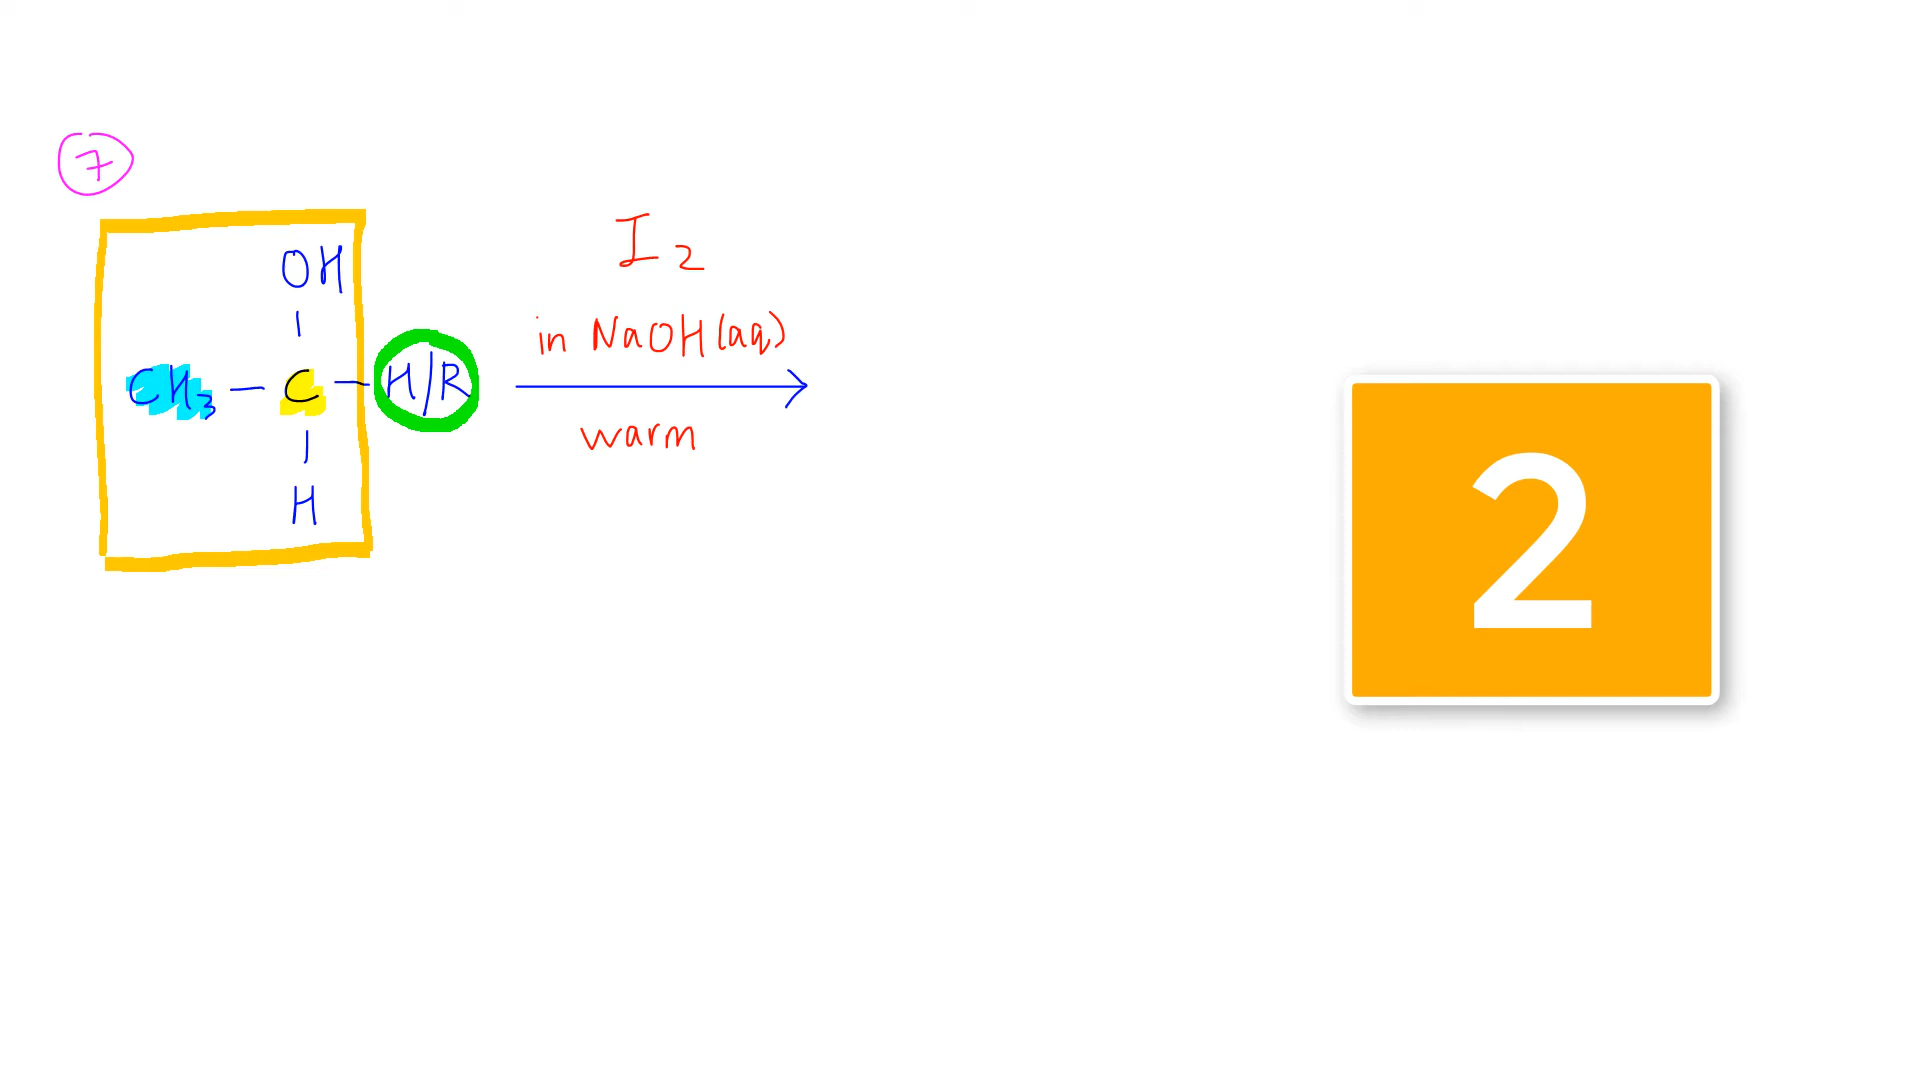 7
OH
CH3 — C — H/R
H
I2
in NaOH(aq)
warm
2